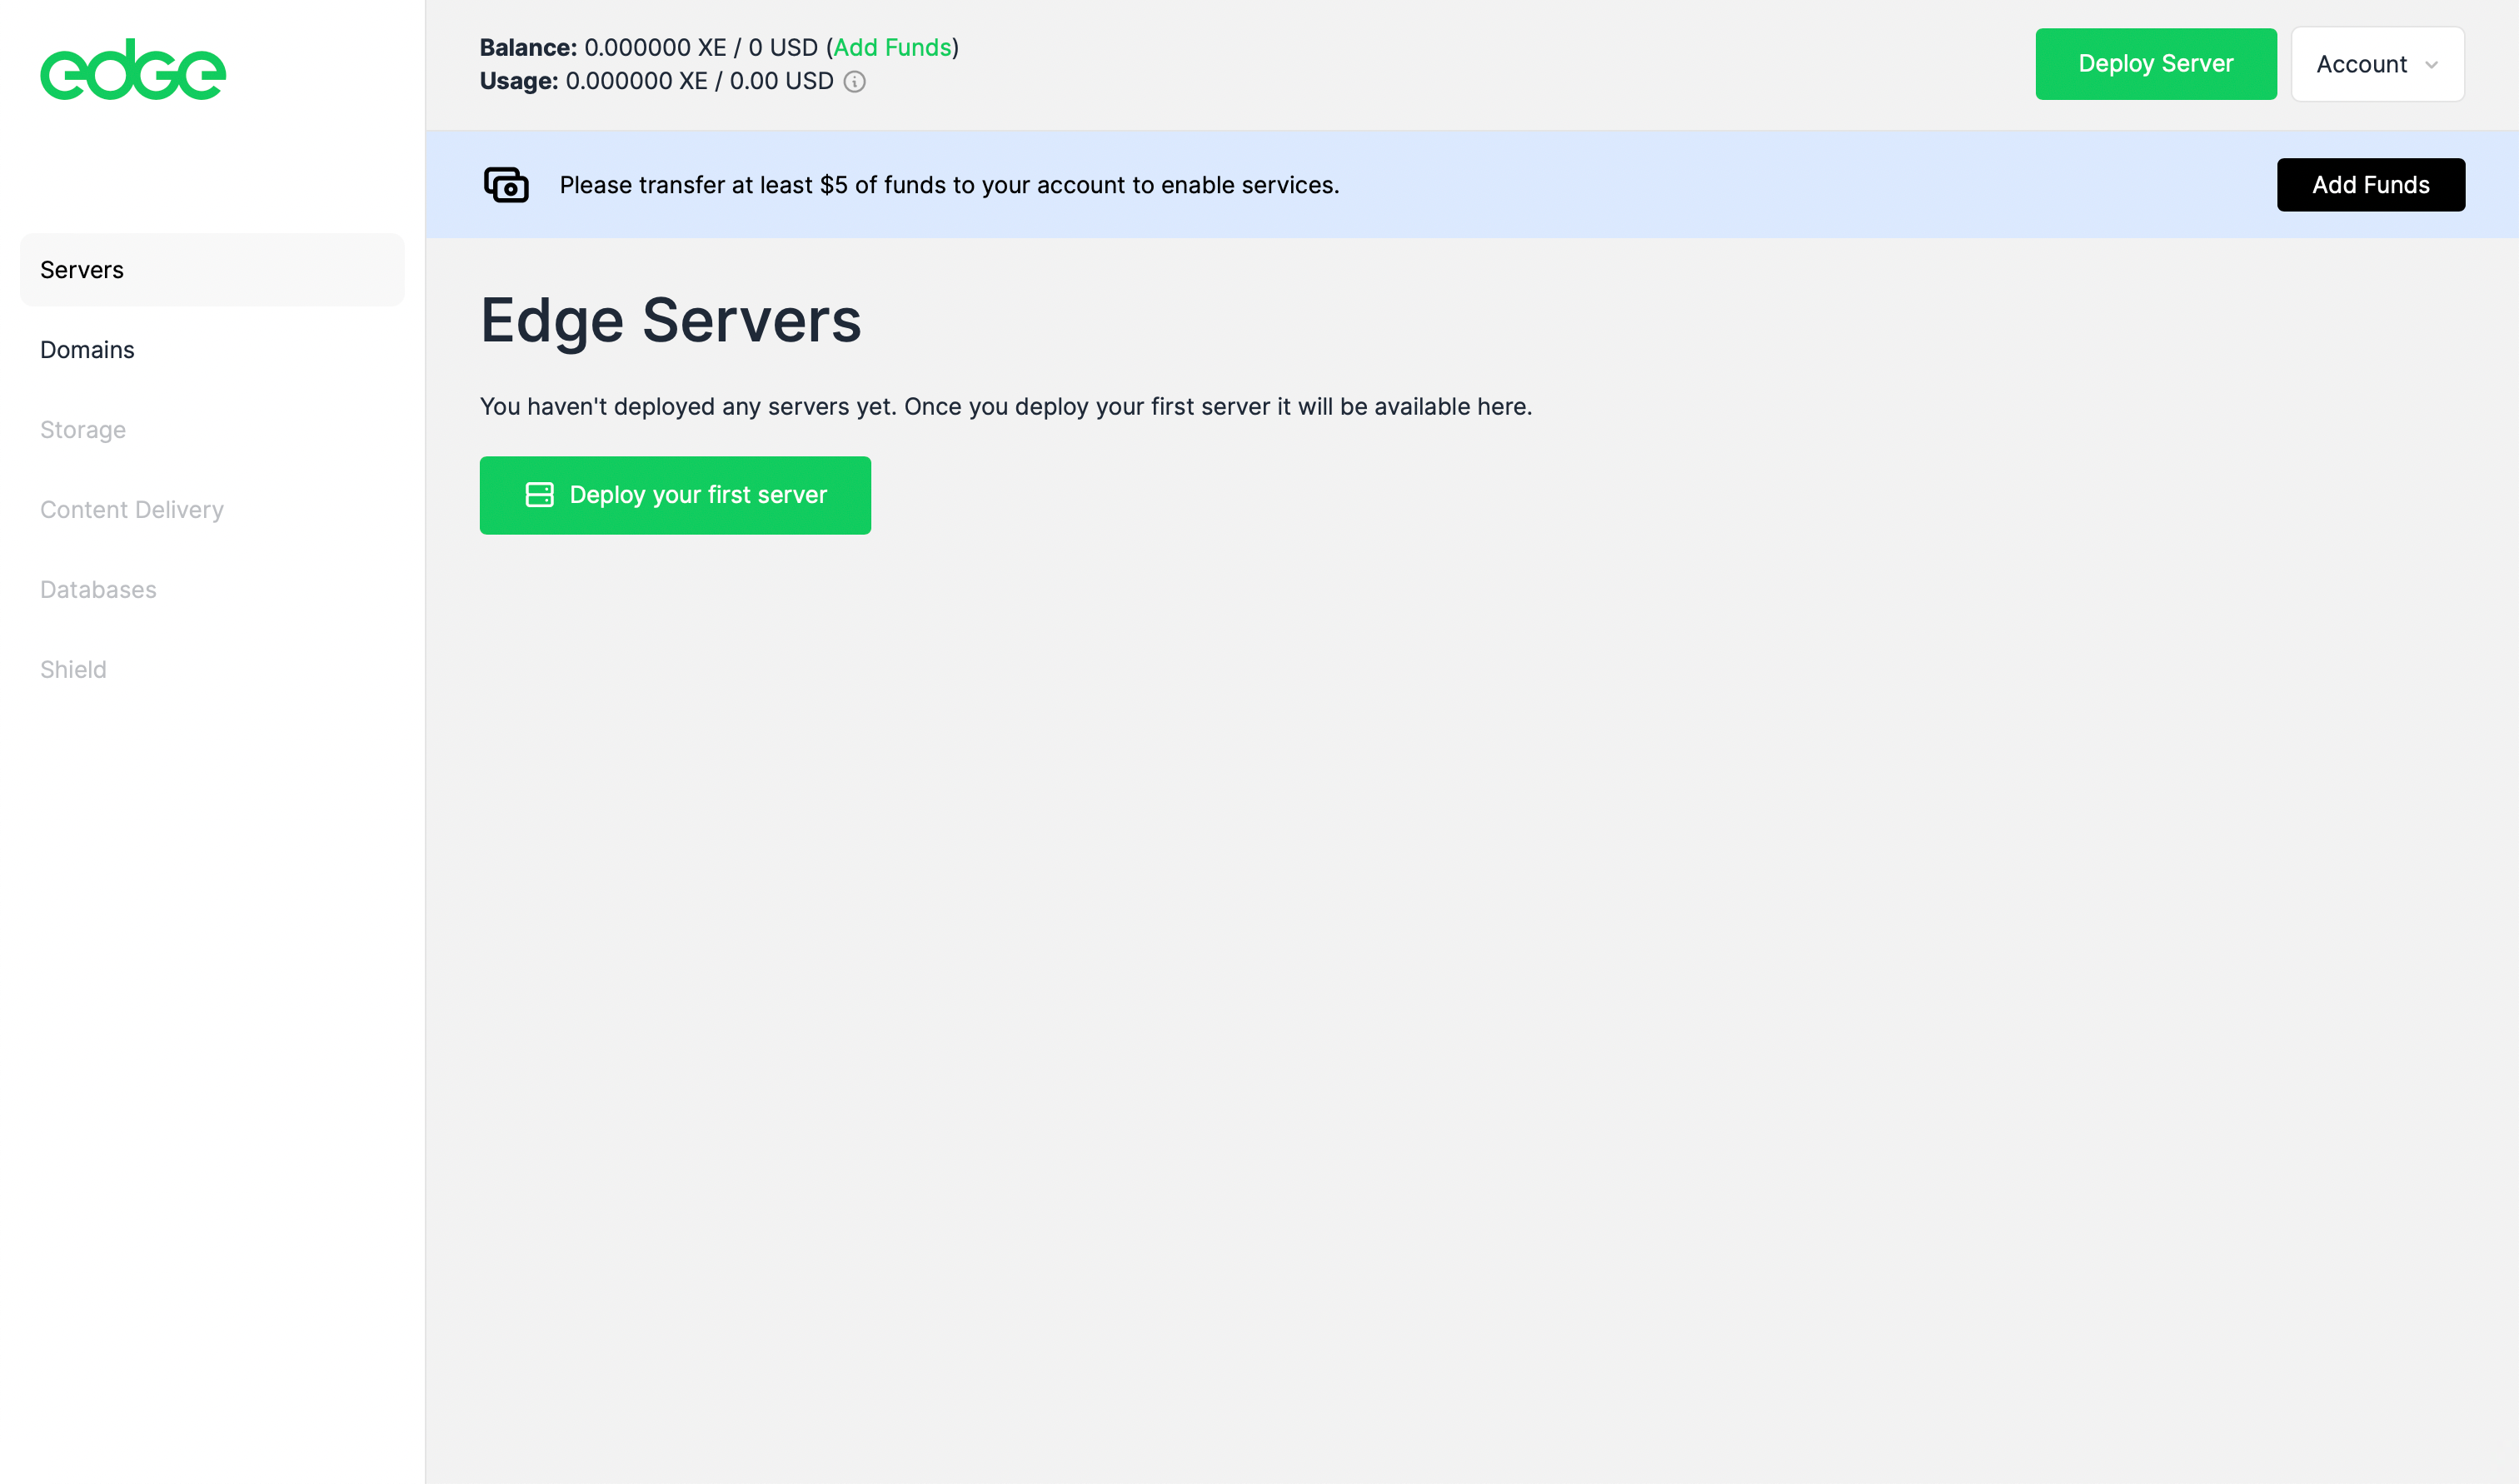 edge
Balance: 0.000000 XE / 0 USD (Add Funds)
Usage: 0.000000 XE / 0.00 USD
Deploy Server
Account
Please transfer at least $5 of funds to your account to enable services.
Add Funds
Servers
Domains
Storage
Content Delivery
Databases
Shield
Edge Servers
You haven't deployed any servers yet. Once you deploy your first server it will be available here.
Deploy your first server